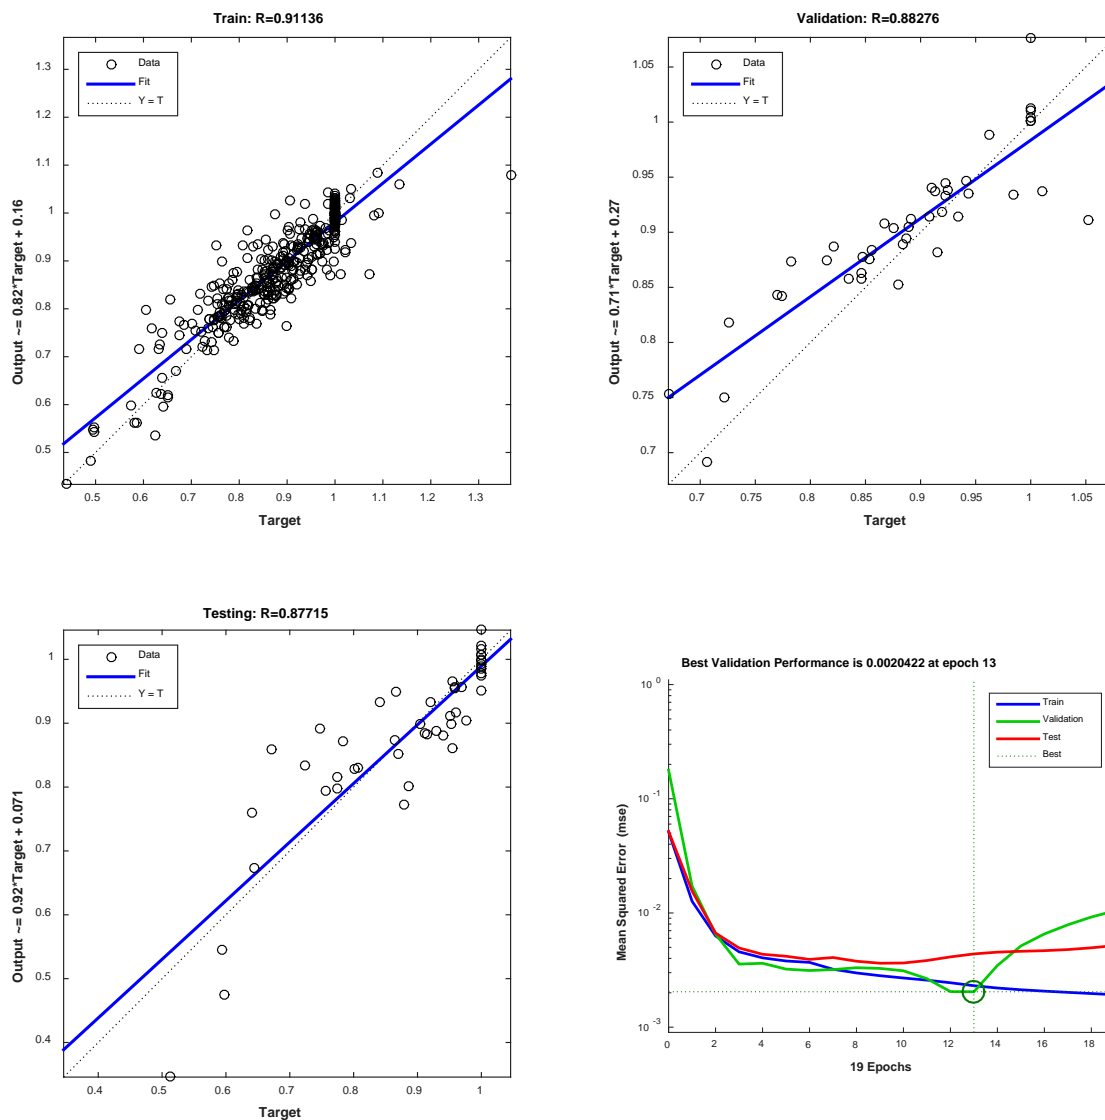 Train: R=0.91136
Data
Fit
Y = T
Output ~= 0.82*Target + 0.16
1.3
1.2
1.1
1
0.9
0.8
0.7
0.6
0.5
0.5 0.6 0.7 0.8 0.9 1 1.1 1.2 1.3
Target
Validation: R=0.88276
Data
Fit
Y = T
Output ~= 0.71*Target + 0.27
1.05
1
0.95
0.9
0.85
0.8
0.75
0.7
0.7 0.75 0.8 0.85 0.9 0.95 1 1.05
Target
Testing: R=0.87715
Data
Fit
Y = T
Output ~= 0.92*Target + 0.071
1
0.9
0.8
0.7
0.6
0.5
0.4
0.4 0.5 0.6 0.7 0.8 0.9 1
Target
Best Validation Performance is 0.0020422 at epoch 13
Train
Validation
Test
Best
Mean Squared Error (mse)
10 0
10 -1
10 -2
10 -3
0 2 4 6 8 10 12 14 16 18
19 Epochs